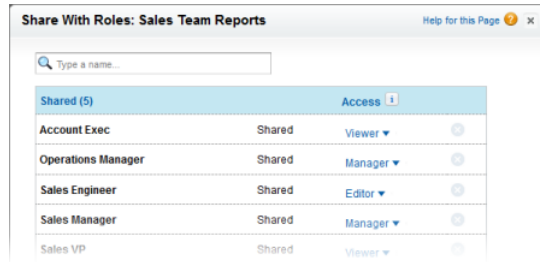 Share With Roles: Sales Team Reports Help for this Page ? x
Type a name...
Shared (5) Access i
Account Exec Shared Viewer
Operations Manager Shared Manager
Sales Engineer Shared Editor
Sales Manager Shared Manager
Sales VP Shared Viewer